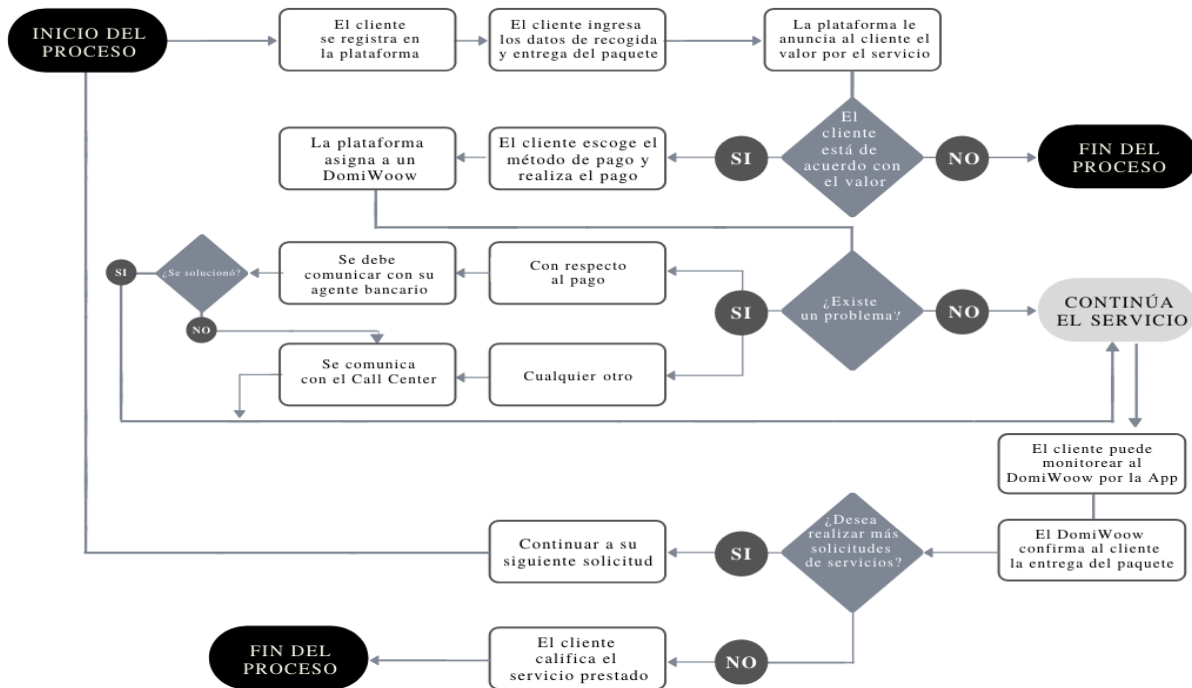 INICIO DEL
PROCESO
El cliente
se registra en
la plataforma
El cliente ingresa
los datos de recogida
y entrega del paquete
La plataforma le
anuncia al cliente el
valor por el servicio
El
cliente
está de
acuerdo con
el valor
NO
FIN DEL
PROCESO
SI
El cliente escoge el
método de pago y
realiza el pago
La plataforma
asigna a un
DomiWoow
¿Existe
un problema?
NO
CONTINÚA
EL SERVICIO
SI
Con respecto
al pago
Se debe
comunicar con su
agente bancario
¿Se solucionó?
SI
NO
Cualquier otro
Se comunica
con el Call Center
El cliente puede
monitorear al
DomiWoow por la App
El DomiWoow
confirma al cliente
la entrega del paquete
¿Desea
realizar más
solicitudes
de servicios?
SI
Continuar a su
siguiente solicitud
NO
El cliente
califica el
servicio prestado
FIN DEL
PROCESO